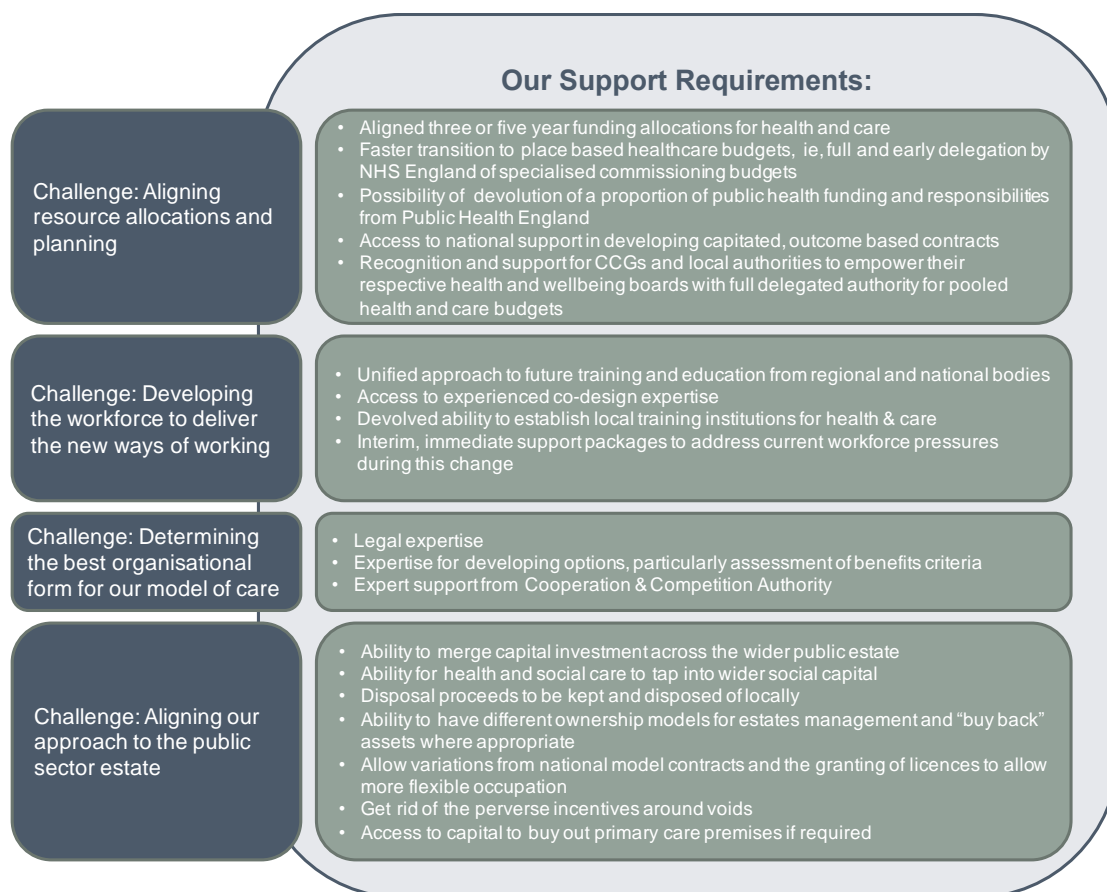 Our Support Requirements:
Challenge: Aligning
resource allocations and
planning
• Aligned three or five year funding allocations for health and care
• Faster transition to place based healthcare budgets, ie, full and early delegation by
NHS England of specialised commissioning budgets
• Possibility of devolution of a proportion of public health funding and responsibilities
from Public Health England
• Access to national support in developing capitated, outcome based contracts
• Recognition and support for CCGs and local authorities to empower their
respective health and wellbeing boards with full delegated authority for pooled
health and care budgets
Challenge: Developing
the workforce to deliver
the new ways of working
• Unified approach to future training and education from regional and national bodies
• Access to experienced co-design expertise
• Devolved ability to establish local training institutions for health & care
• Interim, immediate support packages to address current workforce pressures
during this change
Challenge: Determining
the best organisational
form for our model of care
• Legal expertise
• Expertise for developing options, particularly assessment of benefits criteria
• Expert support from Cooperation & Competition Authority
Challenge: Aligning our
approach to the public
sector estate
• Ability to merge capital investment across the wider public estate
• Ability for health and social care to tap into wider social capital
• Disposal proceeds to be kept and disposed of locally
• Ability to have different ownership models for estates management and “buy back”
assets where appropriate
• Allow variations from national model contracts and the granting of licences to allow
more flexible occupation
• Get rid of the perverse incentives around voids
• Access to capital to buy out primary care premises if required